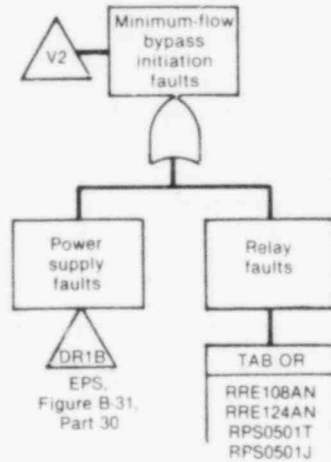 Minimum-flow
bypass
initiation
faults
V2
Power
supply
faults
Relay
faults
DR1B
EPS,
Figure B-31,
Part 30
TAB OR
RRE108AN
RRE124AN
RPS0501T
RPS0501J